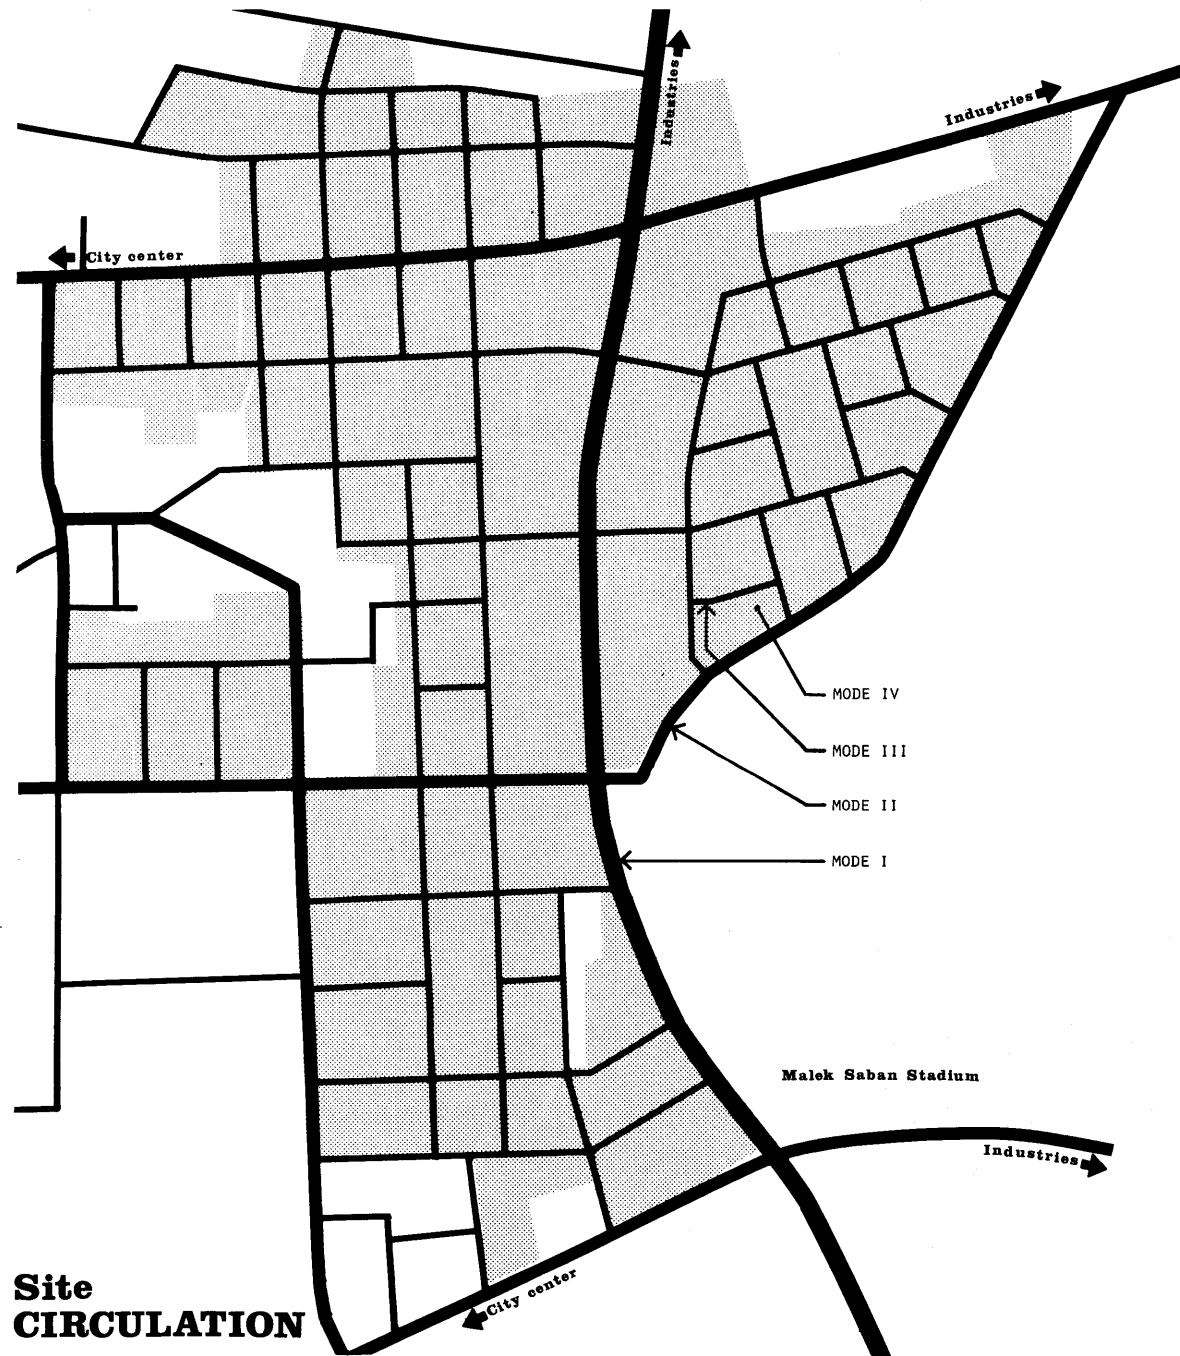 Industries
Industries
City center
MODE IV
MODE III
MODE II
MODE I
Malek Saban Stadium
Industries
City center
Site
CIRCULATION